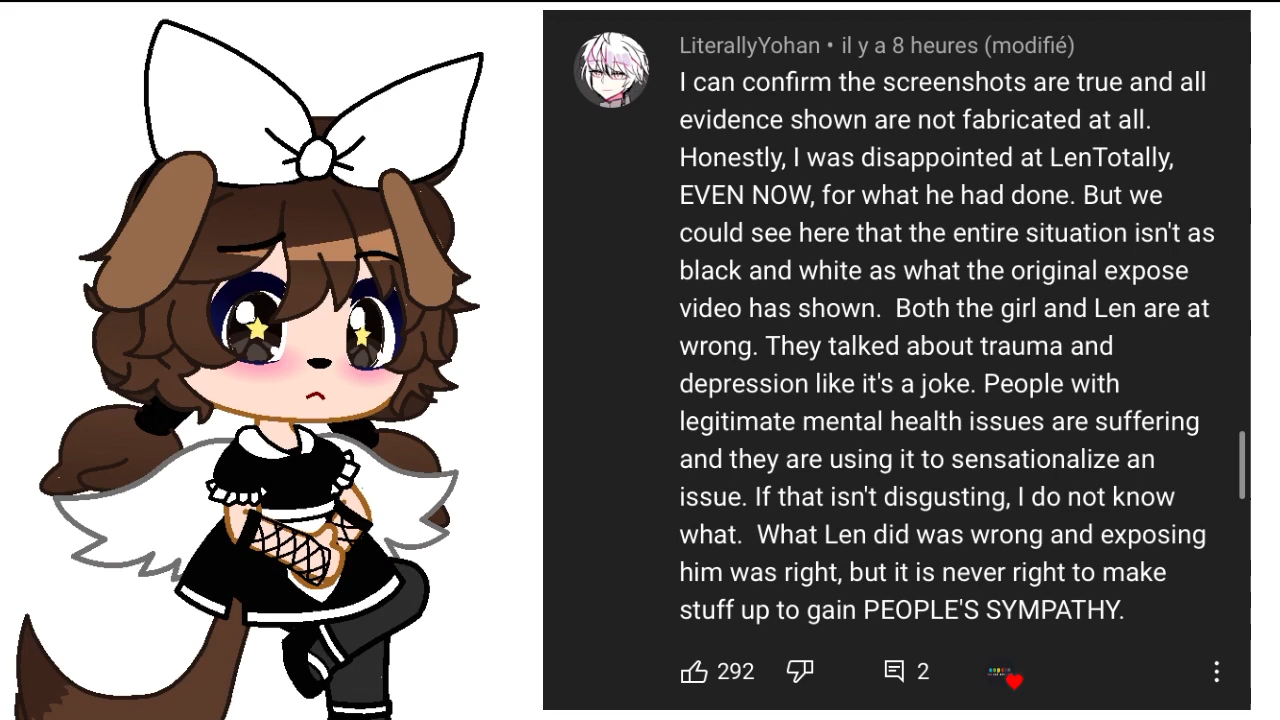 LiterallyYohan • il y a 8 heures (modifié)
I can confirm the screenshots are true and all
evidence shown are not fabricated at all.
Honestly, I was disappointed at LenTotally,
EVEN NOW, for what he had done. But we
could see here that the entire situation isn't as
black and white as what the original expose
video has shown.  Both the girl and Len are at
wrong. They talked about trauma and
depression like it's a joke. People with
legitimate mental health issues are suffering
and they are using it to sensationalize an
issue. If that isn't disgusting, I do not know
what.  What Len did was wrong and exposing
him was right, but it is never right to make
stuff up to gain PEOPLE'S SYMPATHY.
292 2